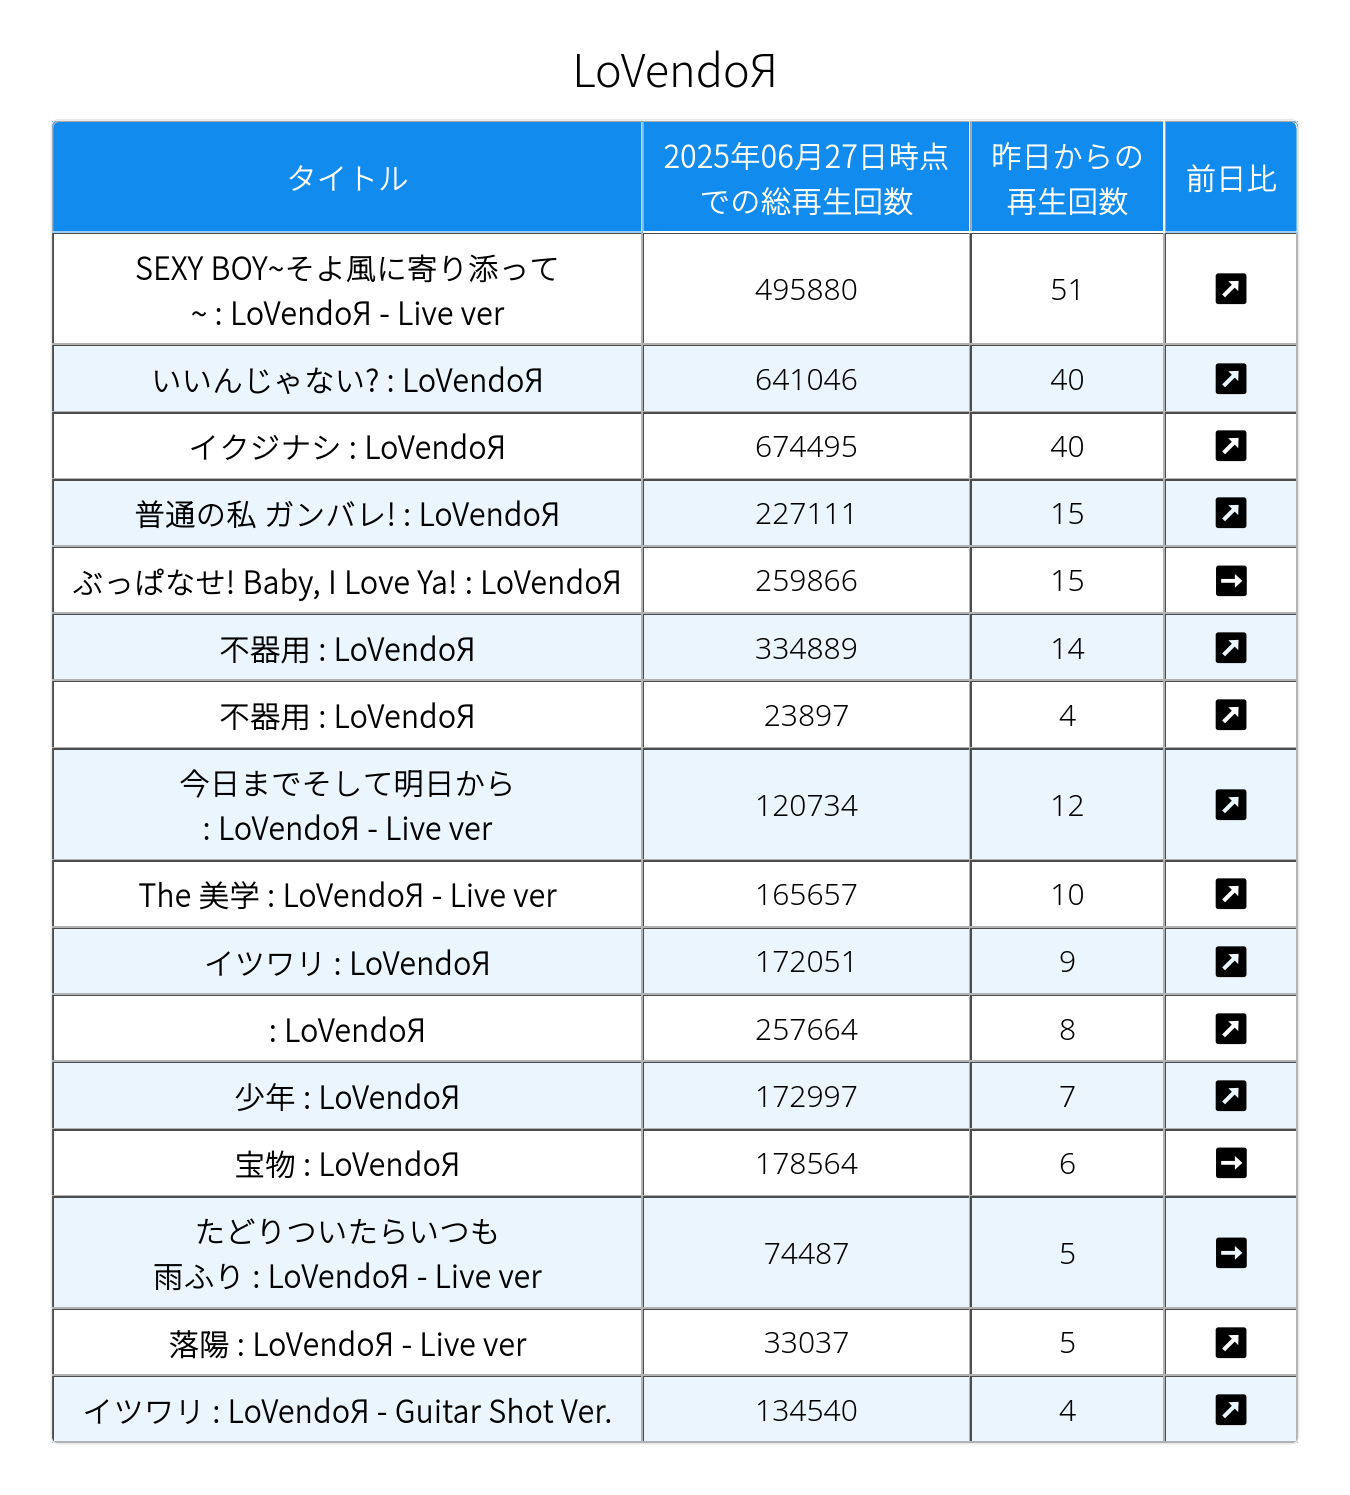 LoVendoЯ
タイトル
2025年06月27日時点
での総再生回数
昨日からの
再生回数
前日比
SEXY BOY~そよ風に寄り添って
~ : LoVendoЯ - Live ver
495880
51
いいんじゃない? : LoVendoЯ
641046
40
イクジナシ : LoVendoЯ
674495
40
普通の私 ガンバレ! : LoVendoЯ
227111
15
ぶっぱなせ! Baby, I Love Ya! : LoVendoЯ
259866
15
不器用 : LoVendoЯ
334889
14
不器用 : LoVendoЯ
23897
4
今日までそして明日から
: LoVendoЯ - Live ver
120734
12
The 美学 : LoVendoЯ - Live ver
165657
10
イツワリ : LoVendoЯ
172051
9
: LoVendoЯ
257664
8
少年 : LoVendoЯ
172997
7
宝物 : LoVendoЯ
178564
6
たどりついたらいつも
雨ふり : LoVendoЯ - Live ver
74487
5
落陽 : LoVendoЯ - Live ver
33037
5
イツワリ : LoVendoЯ - Guitar Shot Ver.
134540
4